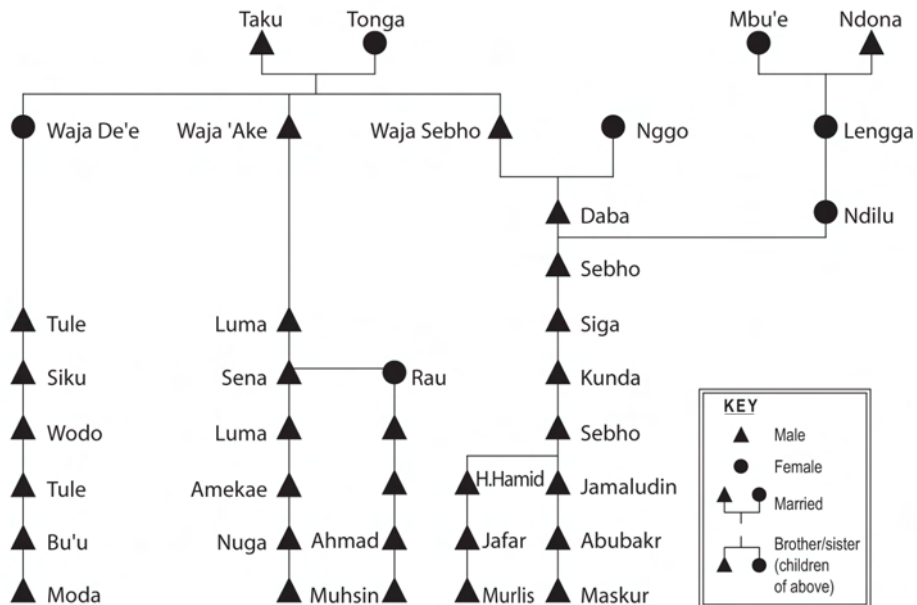 Taku Tonga Mbu'e Ndona
Waja De'e Waja 'Ake Waja Sebho Nggo Lengga
Daba Ndilu
Sebho
Tule Luma Siga
Siku Sena Rau Kunda
Wodo Luma Sebho
Tule Amekae H.Hamid Jamaludin
Bu'u Nuga Ahmad Jafar Abubakr
Moda Muhsin Murlis Maskur
KEY
Male
Female
Married
Brother/sister
(children
of above)